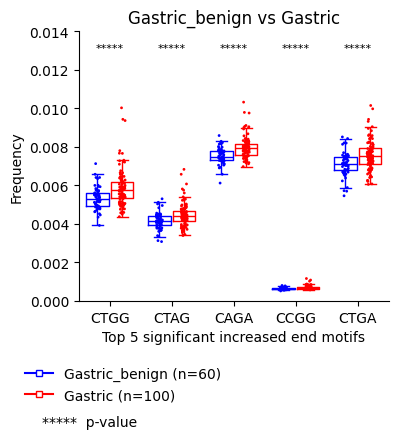 Gastric_benign vs Gastric
0.014
0.012
0.010
0.008
0.006
0.004
0.002
0.000
Frequency
***** ***** ***** ***** *****
CTGG CTAG CAGA CCGG CTGA
Top 5 significant increased end motifs
Gastric_benign (n=60)
Gastric (n=100)
***** p-value